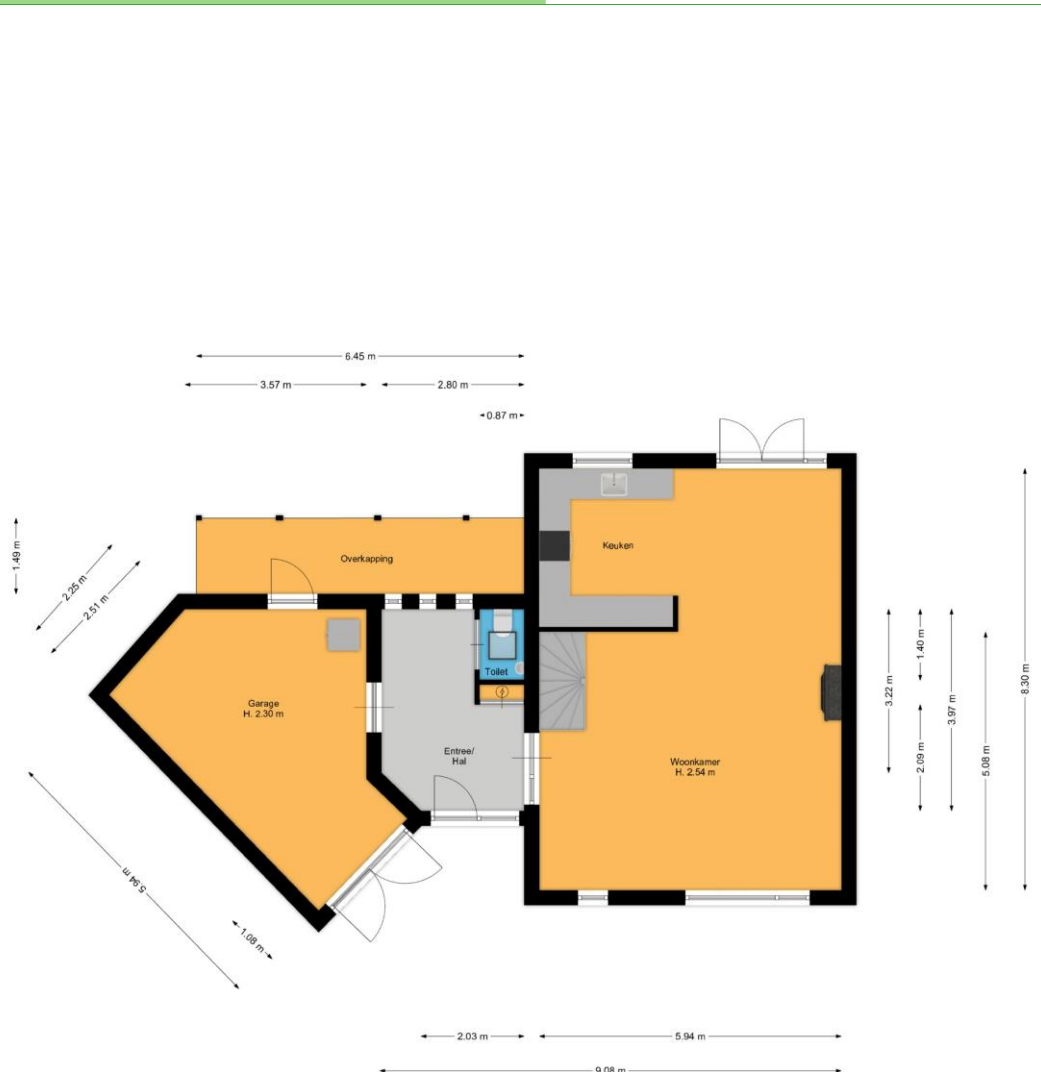 6.45 m
3.57 m
2.80 m
0.87 m
1.49 m
2.25 m
2.51 m
Overkapping
Keuken
Toilet
Garage
H. 2.30 m
Entree/
Hal
Woonkamer
H. 2.54 m
3.22 m
1.40 m
2.09 m
3.97 m
5.08 m
8.30 m
5.94 m
1.08 m
2.03 m
5.94 m
9.08 m